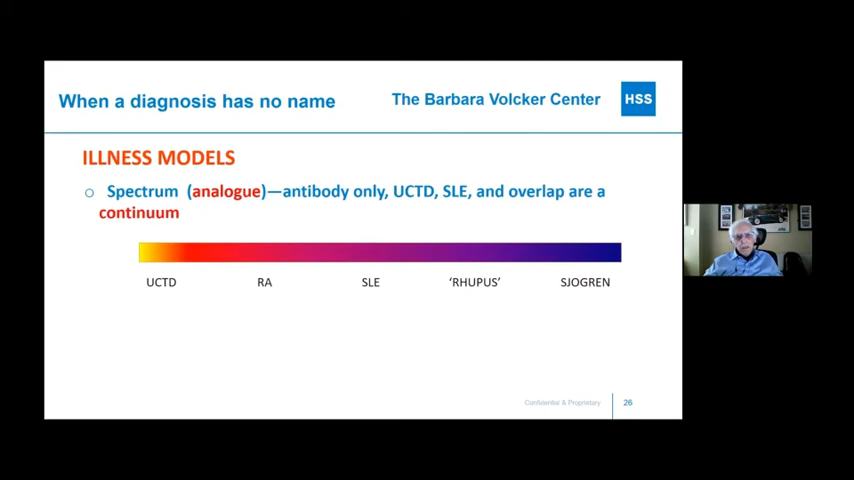 When a diagnosis has no name
The Barbara Volcker Center
HSS
ILLNESS MODELS
Spectrum (analogue)—antibody only, UCTD, SLE, and overlap are a
continuum
UCTD RA SLE ‘RHUPUS’ SJOGREN
Confidential & Proprietary
26